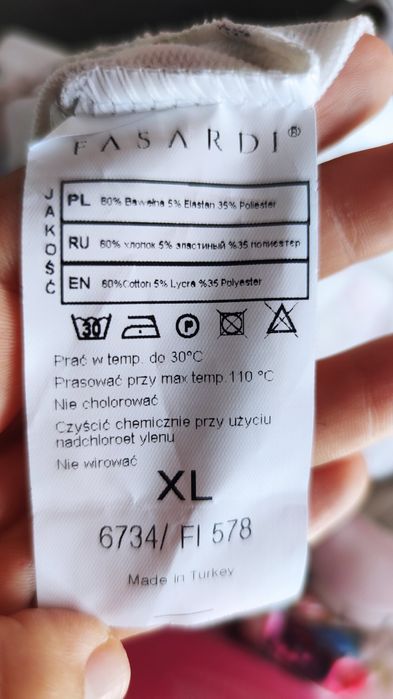 FASARDI®
JAKOŚĆ
PL 60% Bawełna 5% Elastan 35% Poliester
RU 60% хлопок 5% эластиный %35 полиестер
EN 60%Cotton 5% Lycra %35 Polyester
30 P
Prać w temp. do 30°C
Prasować przy max temp.110 °C
Nie cholorować
Czyścić chemicznie przy użyciu
nadchloroet ylenu
Nie wirować
XL
6734/ FI 578
Made in Turkey